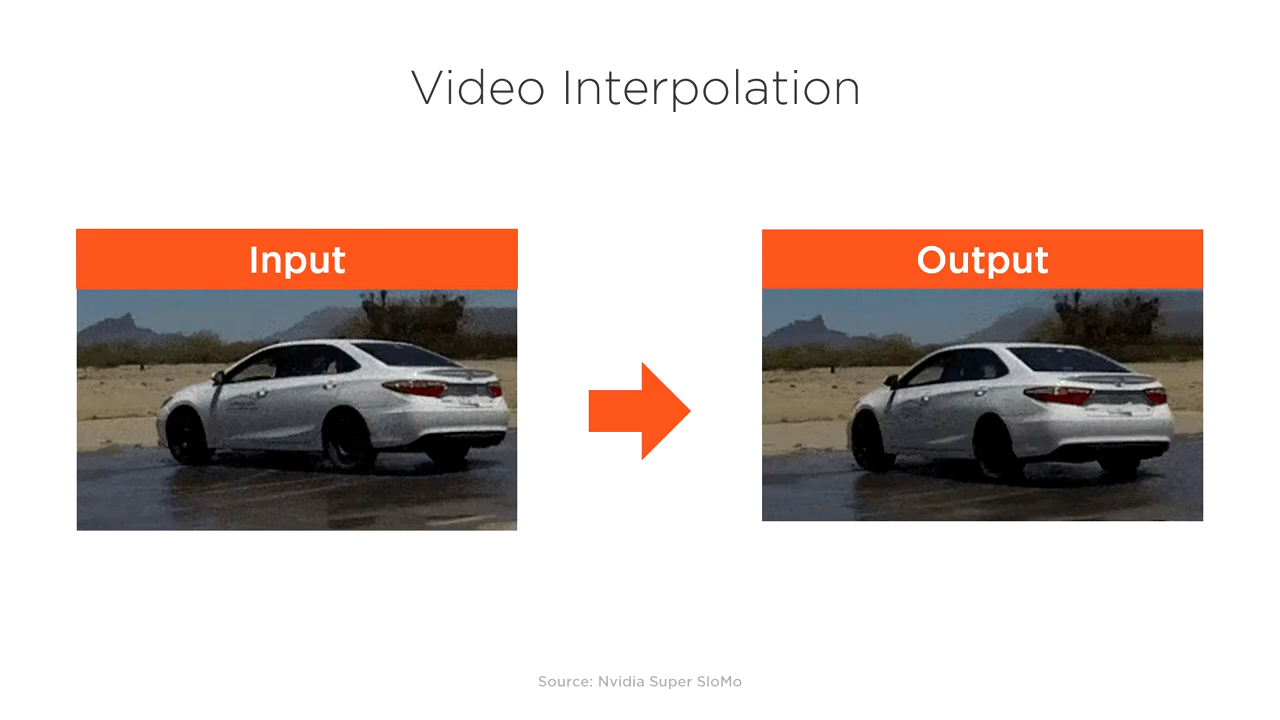 Video Interpolation
Input
Output
Source: Nvidia Super SloMo